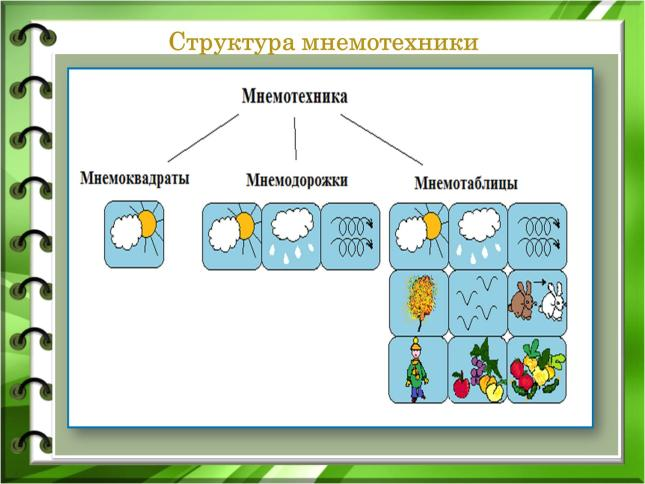 Структура мнемотехники
Мнемотехника
Мнемоквадраты
Мнемодорожки
Мнемотаблицы